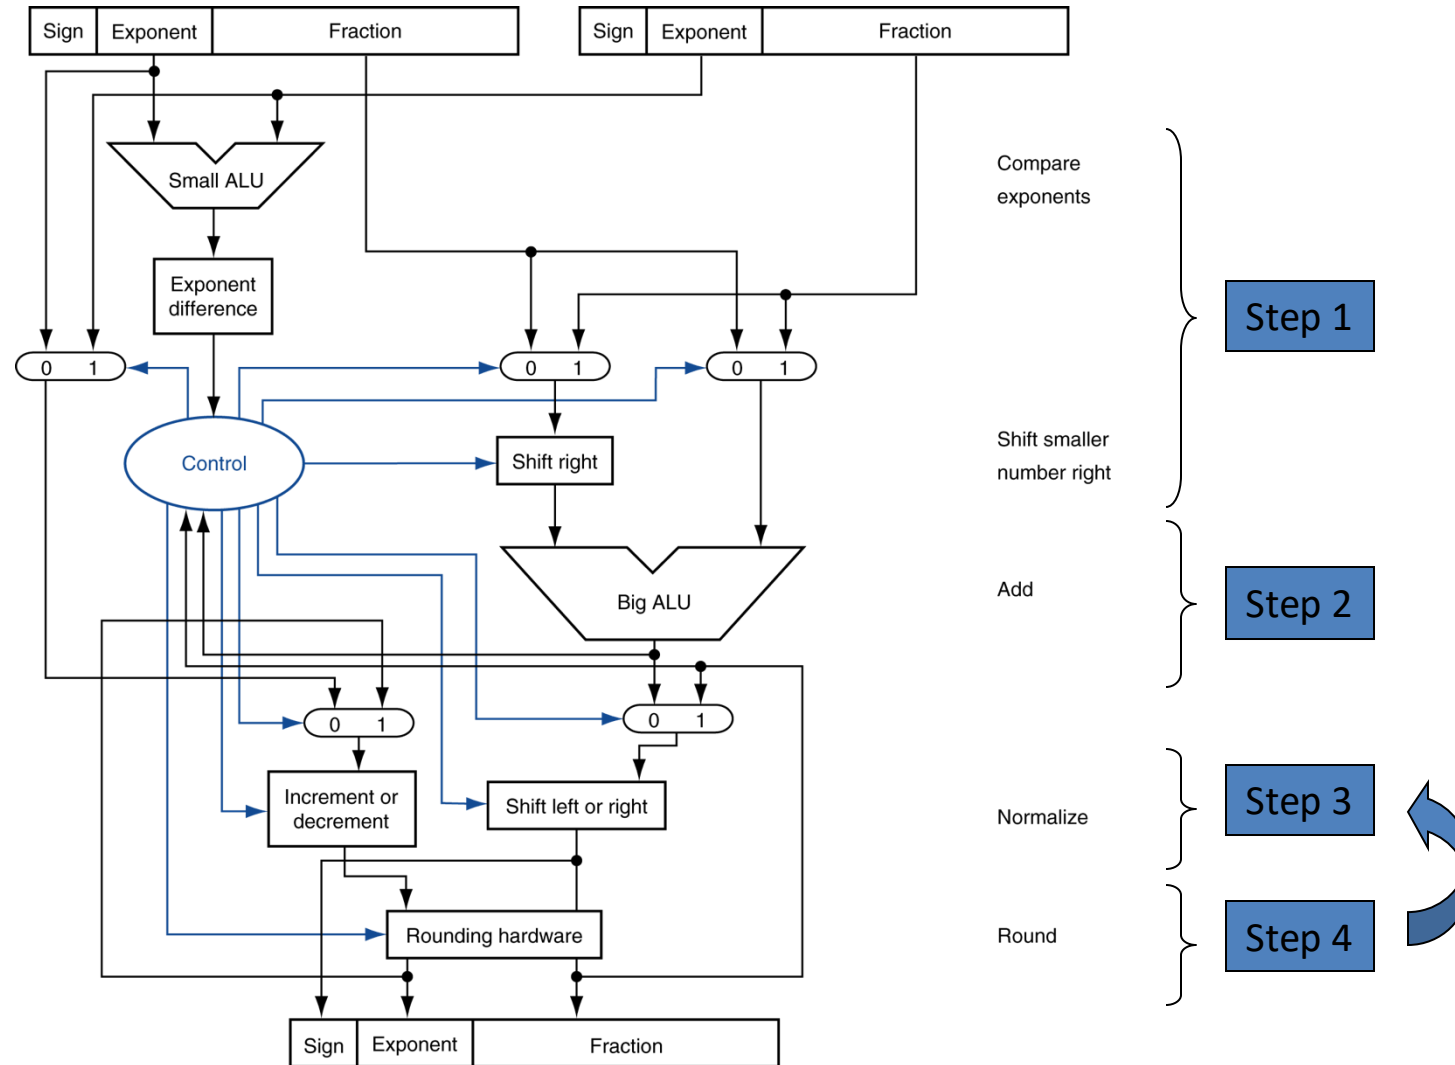 Sign Exponent Fraction Sign Exponent Fraction
Small ALU
Compare
exponents
Step 1
Exponent
difference
0 1 0 1 0 1
Control
Shift right
Shift smaller
number right
Big ALU
Add
Step 2
0 1 0 1
Increment or
decrement
Shift left or right
Normalize
Step 3
Rounding hardware
Round
Step 4
Sign Exponent Fraction